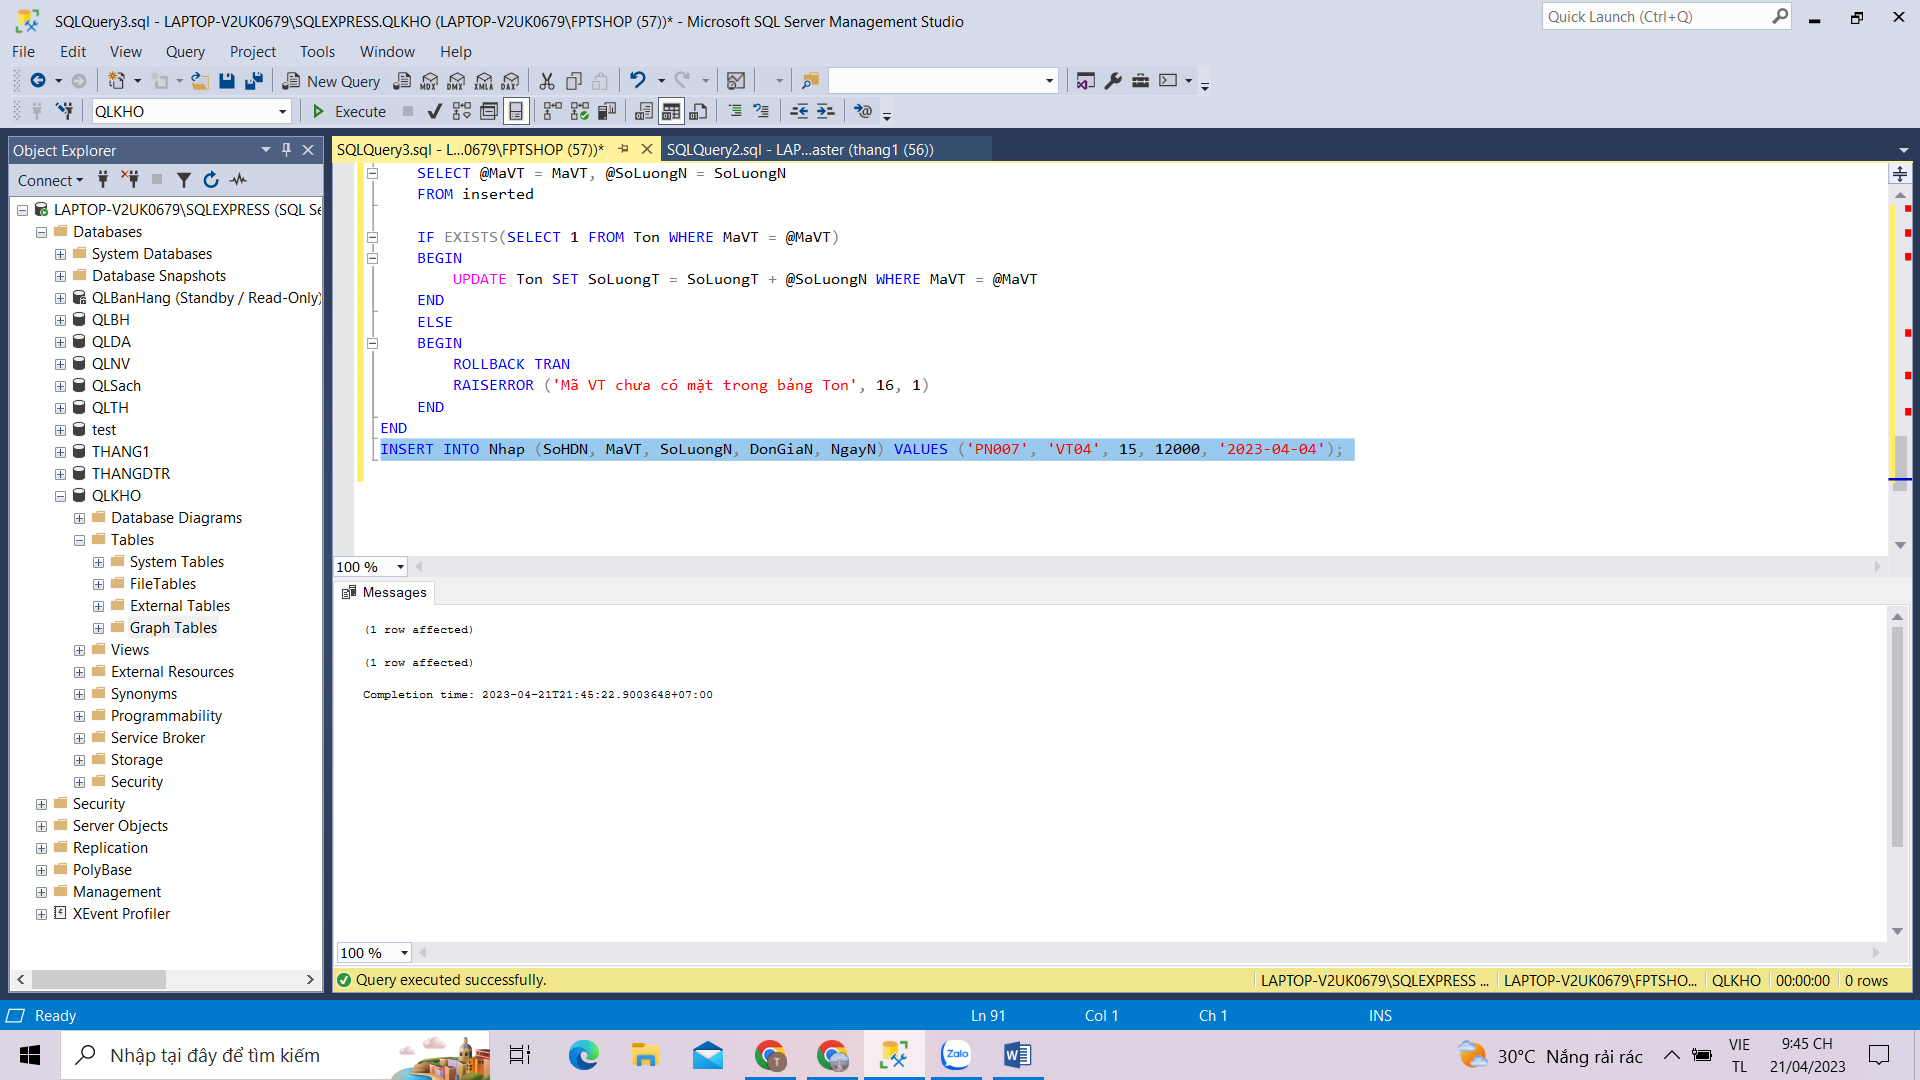 SQLQuery3.sql - LAPTOP-V2UK0679\SQLEXPRESS.QLKHO (LAPTOP-V2UK0679\FPTSHOP (57))* - Microsoft SQL Server Management Studio
Quick Launch (Ctrl+Q)
File Edit View Query Project Tools Window Help
New Query MDX DMX XMLA DAX
QLKHO Execute
Object Explorer
SQLQuery3.sql - L...0679\FPTSHOP (57))*
SQLQuery2.sql - LAP...aster (thang1 (56))
Connect
LAPTOP-V2UK0679\SQLEXPRESS (SQL Se
Databases
System Databases
Database Snapshots
QLBanHang (Standby / Read-Only)
QLBH
QLDA
QLNV
QLSach
QLTH
test
THANG1
THANGDTR
QLKHO
Database Diagrams
Tables
System Tables
FileTables
External Tables
Graph Tables
Views
External Resources
Synonyms
Programmability
Service Broker
Storage
Security
Security
Server Objects
Replication
PolyBase
Management
XEvent Profiler
SELECT @MaVT = MaVT, @SoLuongN = SoLuongN
FROM inserted
IF EXISTS(SELECT 1 FROM Ton WHERE MaVT = @MaVT)
BEGIN
UPDATE Ton SET SoLuongT = SoLuongT + @SoLuongN WHERE MaVT = @MaVT
END
ELSE
BEGIN
ROLLBACK TRAN
RAISERROR ('Mã VT chưa có mặt trong bảng Ton', 16, 1)
END
END
INSERT INTO Nhap (SoHDN, MaVT, SoLuongN, DonGiaN, NgayN) VALUES ('PN007', 'VT04', 15, 12000, '2023-04-04');
100 %
Messages
(1 row affected)
(1 row affected)
Completion time: 2023-04-21T21:45:22.9003648+07:00
100 %
Query executed successfully.
LAPTOP-V2UK0679\SQLEXPRESS ... LAPTOP-V2UK0679\FPTSHO... QLKHO 00:00:00 0 rows
Ready Ln 91 Col 1 Ch 1 INS
Nhập tại đây để tìm kiếm
T
Zalo
30°C Nắng rải rác
VIE
TL
9:45 CH
21/04/2023